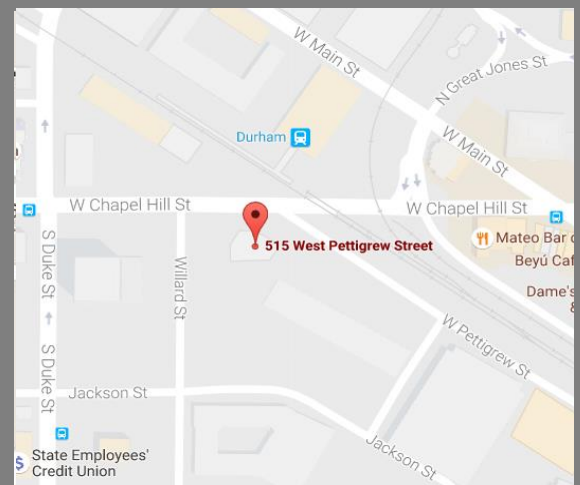 W Main St
N Great Jones St
W Main St
Durham
W Chapel Hill St
W Chapel Hill St
515 West Pettigrew Street
Mateo Bar
Beyú Caf
Dame's
&
S Duke St
Willard St
W Pettigrew St
S Duke St
Jackson St
Jackson St
$
State Employees'
Credit Union